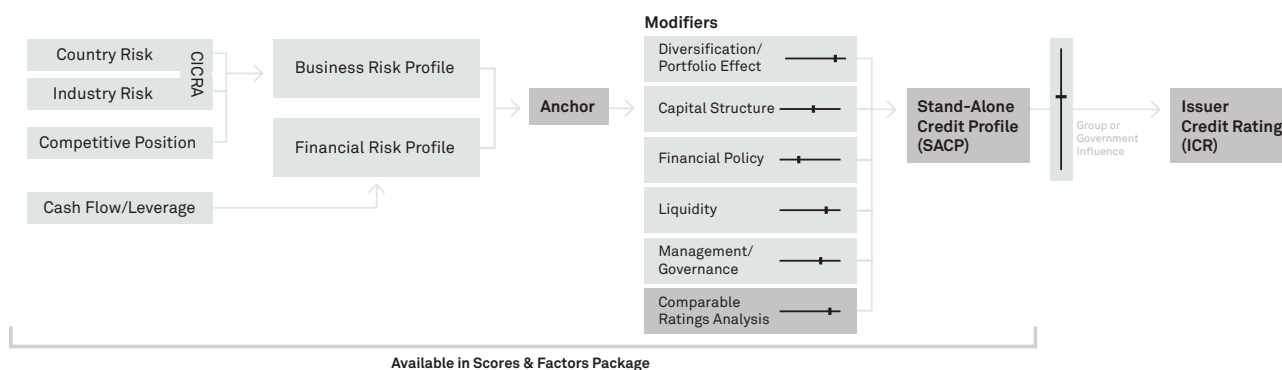 Modifiers
Country Risk
Industry Risk
CICRA
Competitive Position
Cash Flow/Leverage
Business Risk Profile
Financial Risk Profile
Anchor
Diversification/
Portfolio Effect
Capital Structure
Financial Policy
Liquidity
Management/
Governance
Comparable
Ratings Analysis
Stand-Alone
Credit Profile
(SACP)
Group or
Government
Influence
Issuer
Credit Rating
(ICR)
Available in Scores & Factors Package